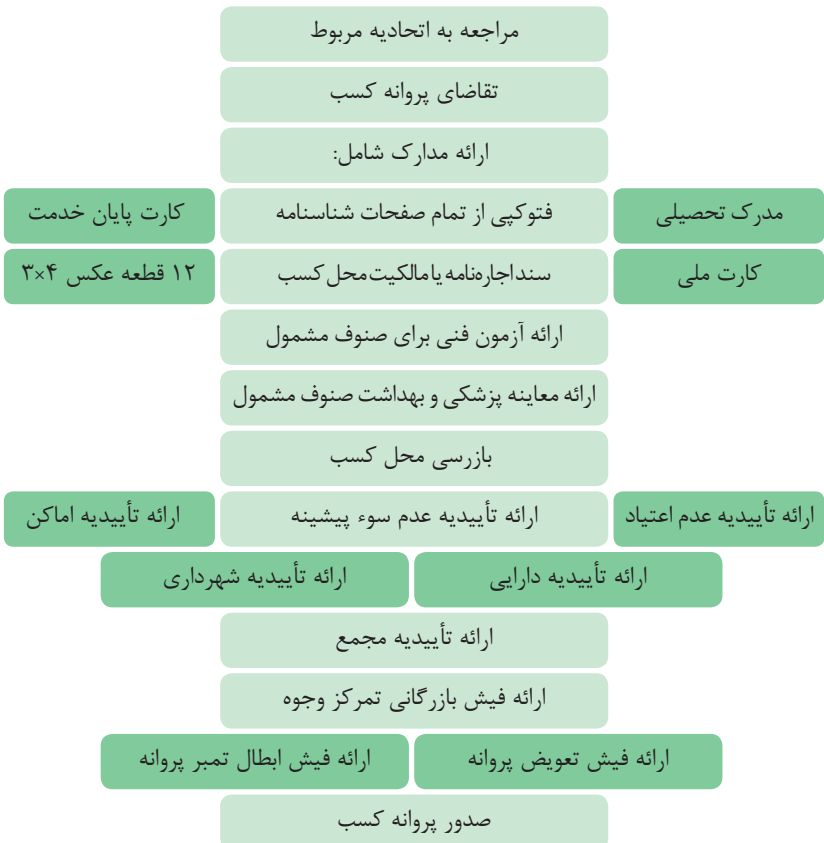 مراجعه به اتحادیه مربوط
تقاضای پروانه کسب
ارائه مدارک شامل:
مدرک تحصیلی
فتوکپی از تمام صفحات شناسنامه
کارت پایان خدمت
کارت ملی
سند اجاره‌نامه یا مالکیت محل کسب
۱۲ قطعه عکس ۴×۳
ارائه آزمون فنی برای صنوف مشمول
ارائه معاینه پزشکی و بهداشت صنوف مشمول
بازرسی محل کسب
ارائه تأییدیه عدم اعتیاد
ارائه تأییدیه عدم سوء پیشینه
ارائه تأییدیه اماکن
ارائه تأییدیه دارایی
ارائه تأییدیه شهرداری
ارائه تأییدیه مجمع
ارائه فیش بازرگانی تمرکز وجوه
ارائه فیش تعویض پروانه
ارائه فیش ابطال تمبر پروانه
صدور پروانه کسب